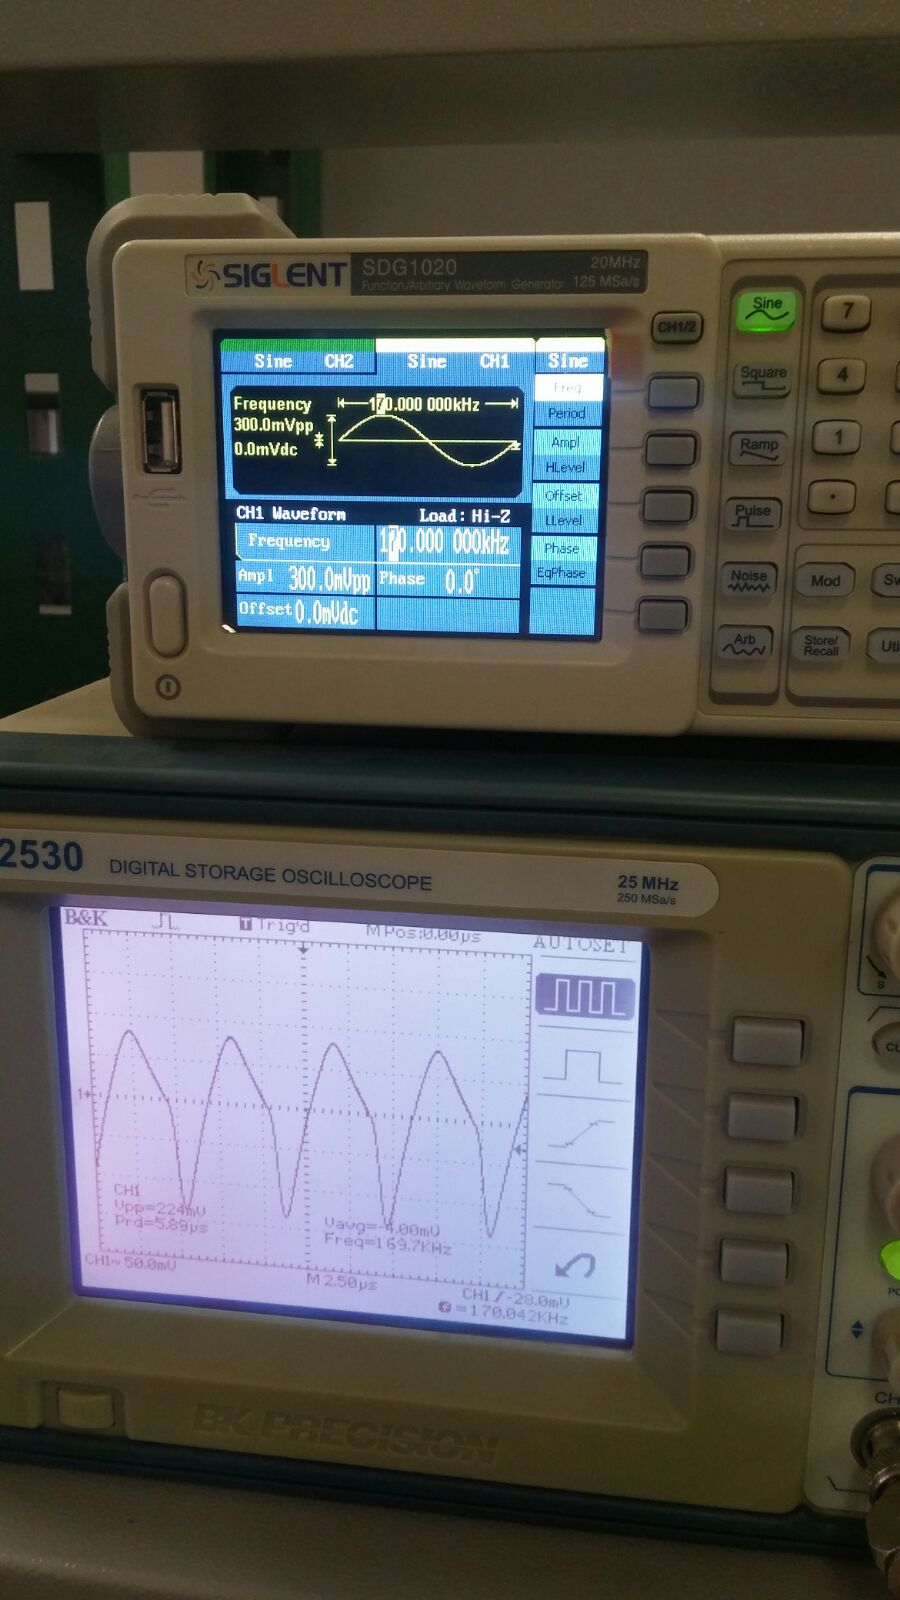 SIGLENT SDG1020 20MHz
Function/Arbitrary Waveform Generator 125 MSa/s
Sine CH2 Sine CH1 Sine
CH1/2
Sine
7
Frequency 170.000 000kHz
300.0mVpp
0.0mVdc
Freq
Period
Square
4
Ampl
HLevel
Ramp
1
Offset
LLevel
Pulse
.
CH1 Waveform Load: Hi-Z
Frequency 170.000 000kHz
Phase
EqPhase
Noise
Mod
Ampl 300.0mVpp Phase 0.0°
Offset 0.0mVdc
Arb
Store/
Recall
2530 DIGITAL STORAGE OSCILLOSCOPE 25 MHz
250 MSa/s
B&K T Trig'd M Pos:0.00µs AUTOSET
S
1
CH1
Vpp=224mV Vavg=-4.00mV
Prd=5.89µs Freq=169.7KHz
CH1~ 50.0mV M 2.50µs CH1 / -28.0mV
f =170.042KHz
BK PRECISION
CH